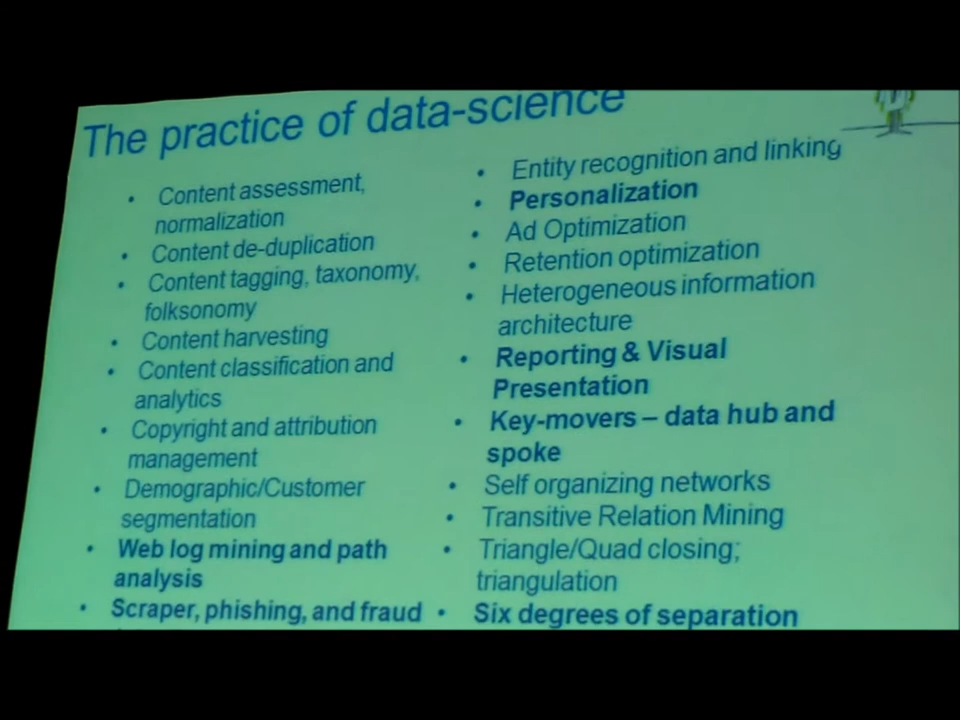 The practice of data-science
• Content assessment,
normalization
• Content de-duplication
• Content tagging, taxonomy,
folksonomy
• Content harvesting
• Content classification and
analytics
• Copyright and attribution
management
• Demographic/Customer
segmentation
• Web log mining and path
analysis
• Scraper, phishing, and fraud
• Entity recognition and linking
• Personalization
• Ad Optimization
• Retention optimization
• Heterogeneous information
architecture
• Reporting & Visual
Presentation
• Key-movers – data hub and
spoke
• Self organizing networks
• Transitive Relation Mining
• Triangle/Quad closing;
triangulation
• Six degrees of separation